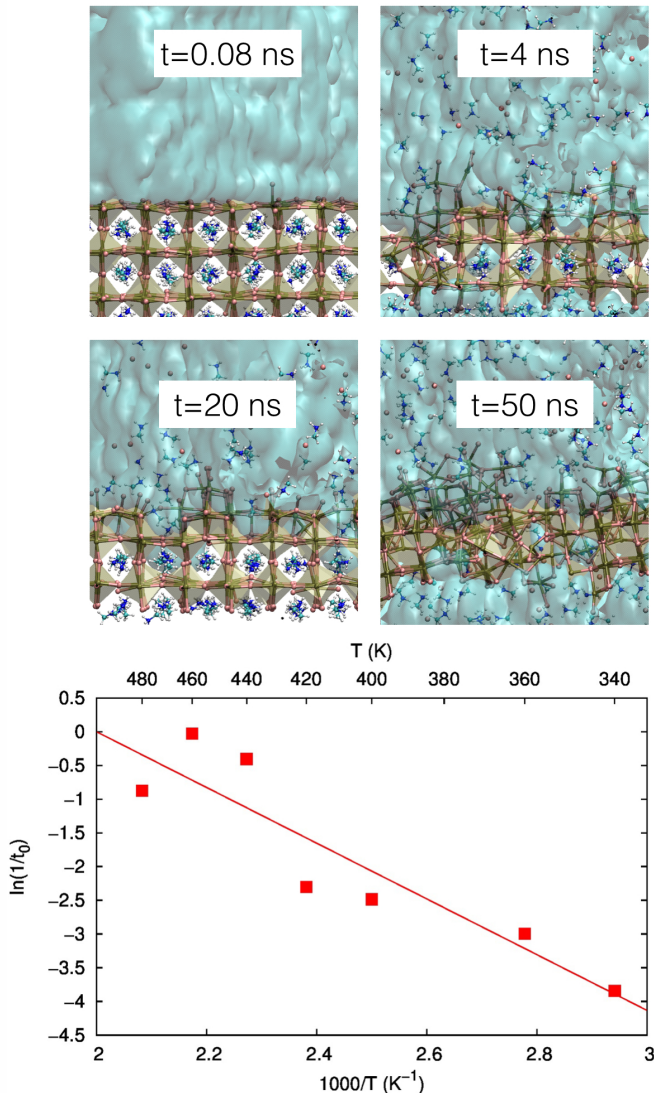 t=0.08 ns
t=4 ns
t=20 ns
t=50 ns
T (K)
480 460 440 420 400 380 360 340
0.5
0
−0.5
−1
−1.5
−2
−2.5
−3
−3.5
−4
−4.5
ln(1/t₀)
2 2.2 2.4 2.6 2.8 3
1000/T (K⁻¹)